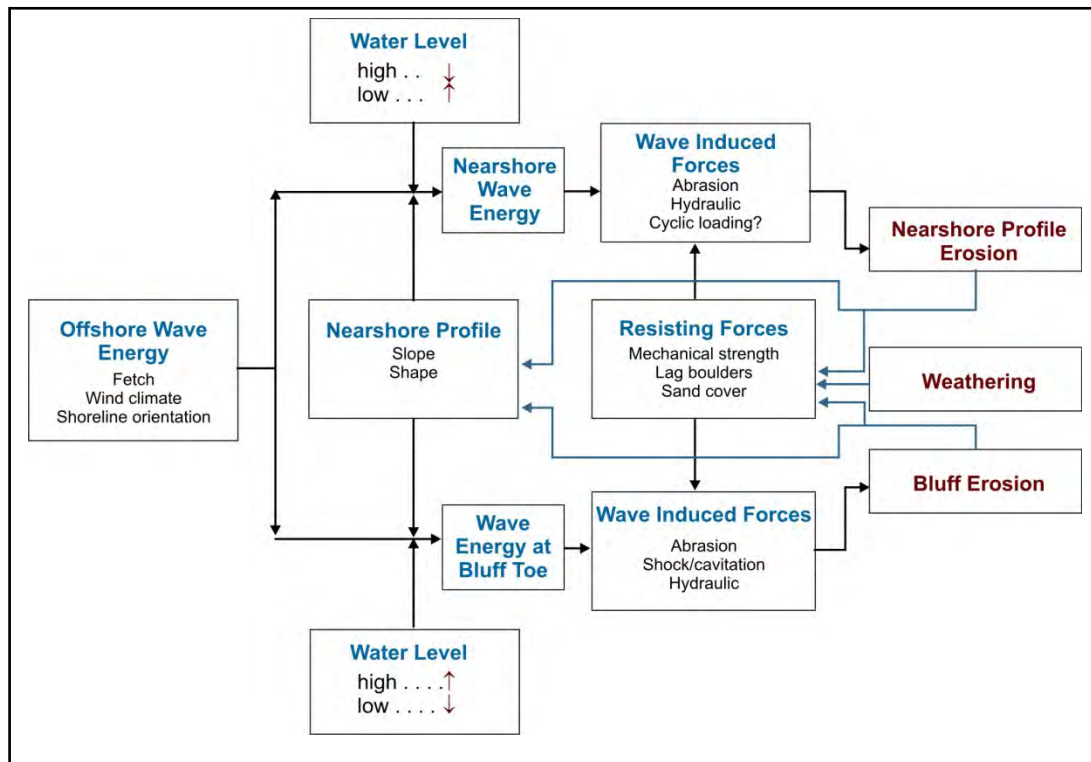 Water Level
high . . ↓
low . . . ↑
Nearshore
Wave
Energy
Wave Induced
Forces
Abrasion
Hydraulic
Cyclic loading?
Nearshore Profile
Erosion
Offshore Wave
Energy
Fetch
Wind climate
Shoreline orientation
Nearshore Profile
Slope
Shape
Resisting Forces
Mechanical strength
Lag boulders
Sand cover
Weathering
Bluff Erosion
Wave
Energy at
Bluff Toe
Wave Induced Forces
Abrasion
Shock/cavitation
Hydraulic
Water Level
high . . . . ↑
low . . . . ↓